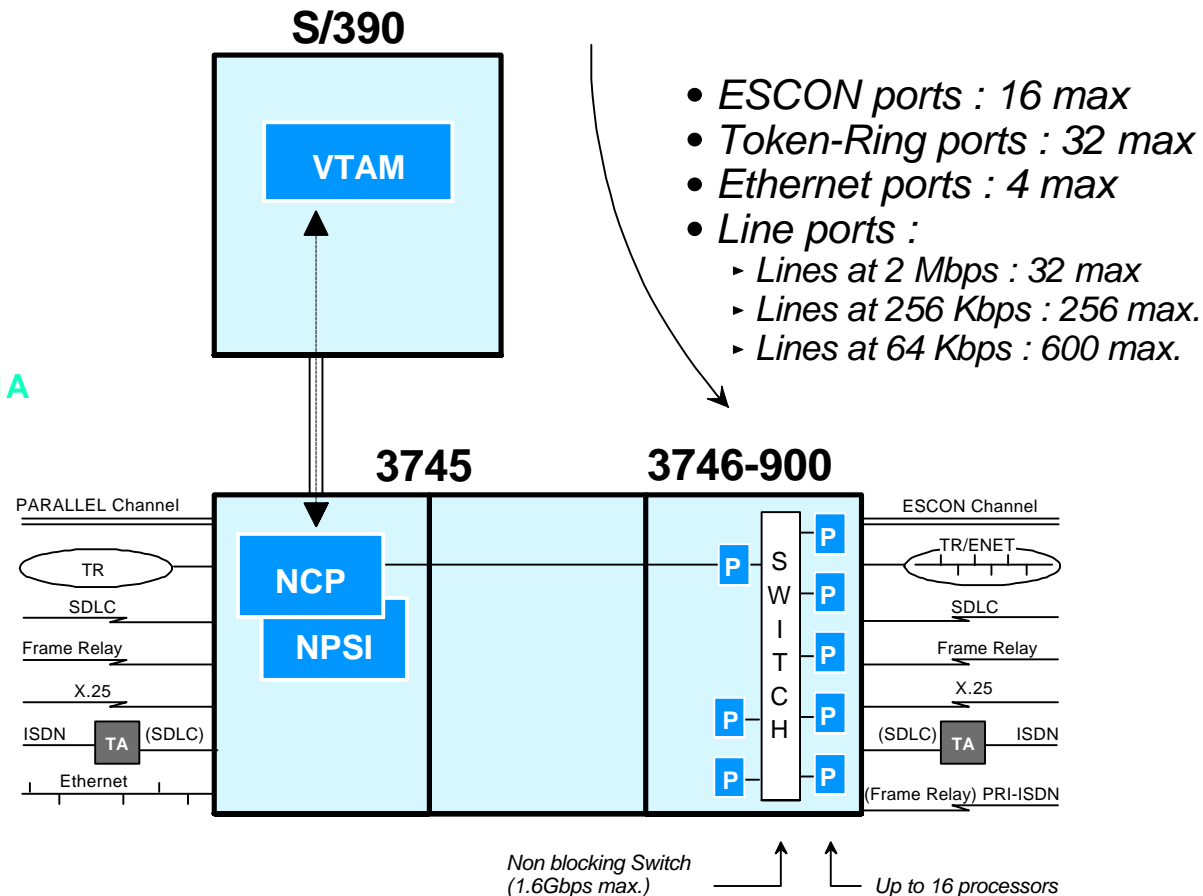 S/390
VTAM
• ESCON ports : 16 max
• Token-Ring ports : 32 max
• Ethernet ports : 4 max
• Line ports :
▸ Lines at 2 Mbps : 32 max
▸ Lines at 256 Kbps : 256 max.
▸ Lines at 64 Kbps : 600 max.
A
3745
3746-900
PARALLEL Channel
TR
SDLC
Frame Relay
X.25
ISDN
TA
(SDLC)
Ethernet
NCP
NPSI
P
P
P
SWITCH
P
P
P
P
P
ESCON Channel
TR/ENET
SDLC
Frame Relay
X.25
(SDLC)
TA
ISDN
(Frame Relay) PRI-ISDN
Non blocking Switch
(1.6Gbps max.)
Up to 16 processors